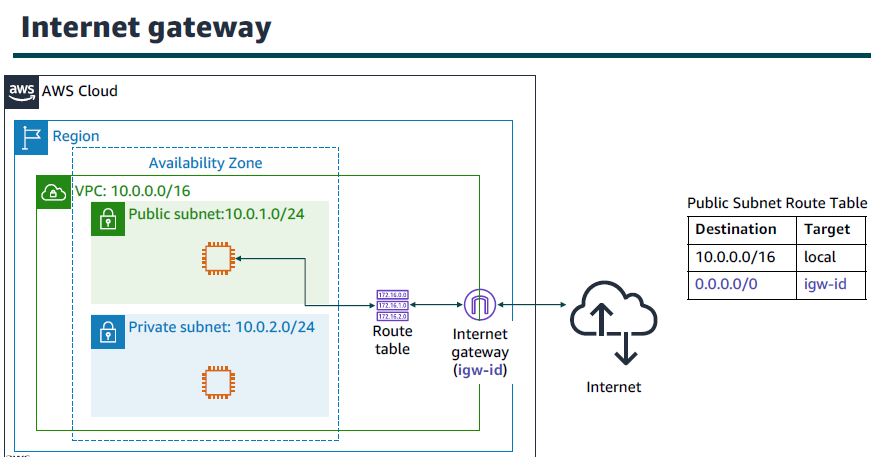 Internet gateway
aws
AWS Cloud
Region
Availability Zone
VPC: 10.0.0.0/16
Public subnet:10.0.1.0/24
Private subnet: 10.0.2.0/24
172.16.0.0
172.16.1.0
172.16.2.0
Route
table
Internet
gateway
(igw-id)
Internet
Public Subnet Route Table
Destination Target
10.0.0.0/16 local
0.0.0.0/0 igw-id